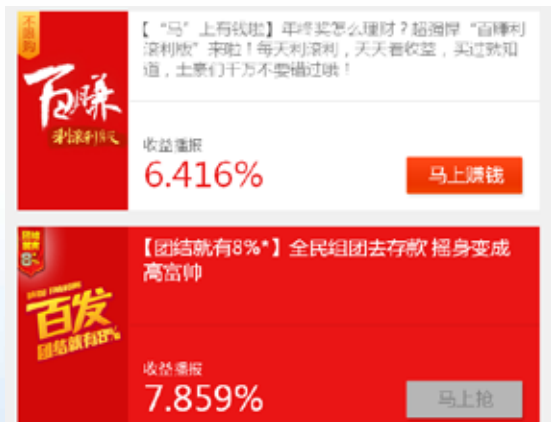 不限购
百赚
利滚利版
【“马”上有钱啦】年终奖怎么理财？超强悍“百赚利
滚利版”来啦！每天利滚利，天天看收益，买过就知
道，土豪们千万不要错过哦！
收益播报
6.416%
马上赚钱
团结就有
8%
百发
团结就有8%
【团结就有8%*】全民组团去存款 摇身变成
高富帅
收益播报
7.859%
马上抢